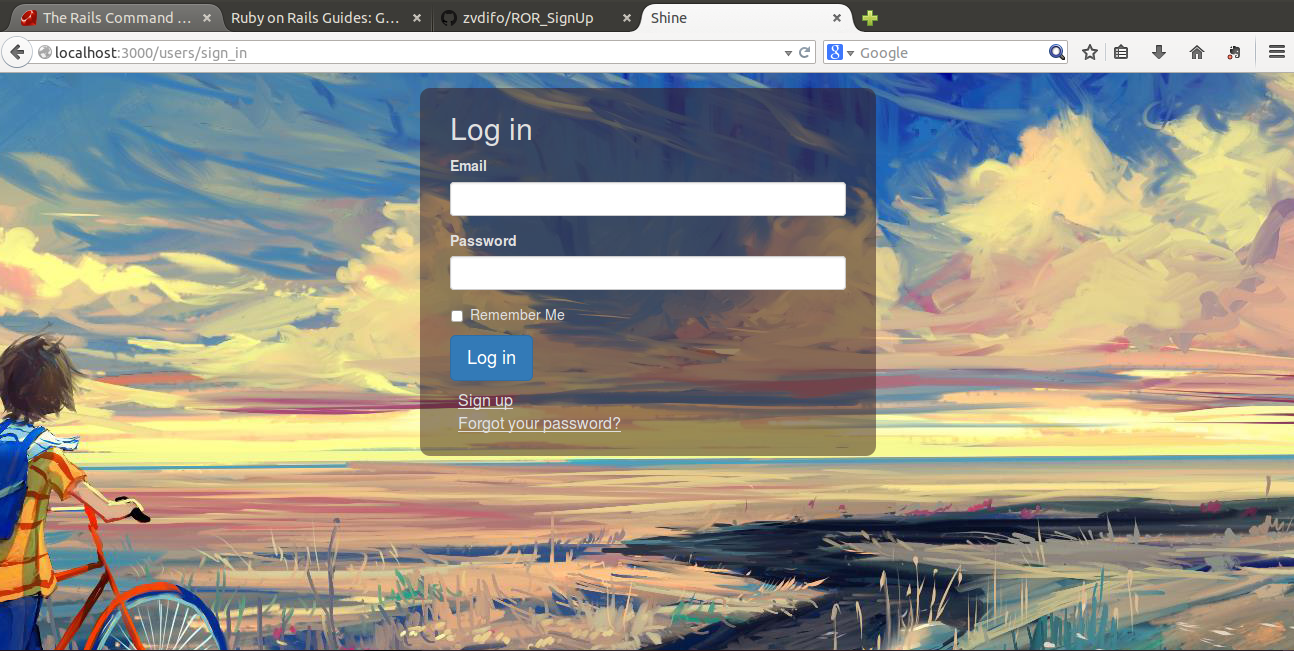 The Rails Command ...
Ruby on Rails Guides: G...
zvdifo/ROR_SignUp
Shine
localhost:3000/users/sign_in
8 Google
Log in
Email
Password
Remember Me
Log in
Sign up
Forgot your password?